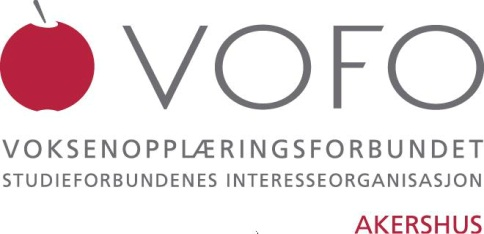 VOFO
VOKSENOPPLÆRINGSFORBUNDET
STUDIEFORBUNDENES INTERESSEORGANISASJON
AKERSHUS